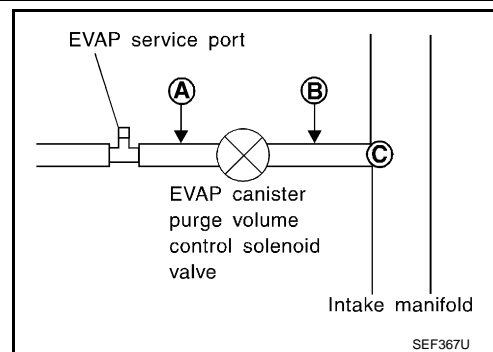 EVAP service port
A
B
C
EVAP canister
purge volume
control solenoid
valve
Intake manifold
SEF367U